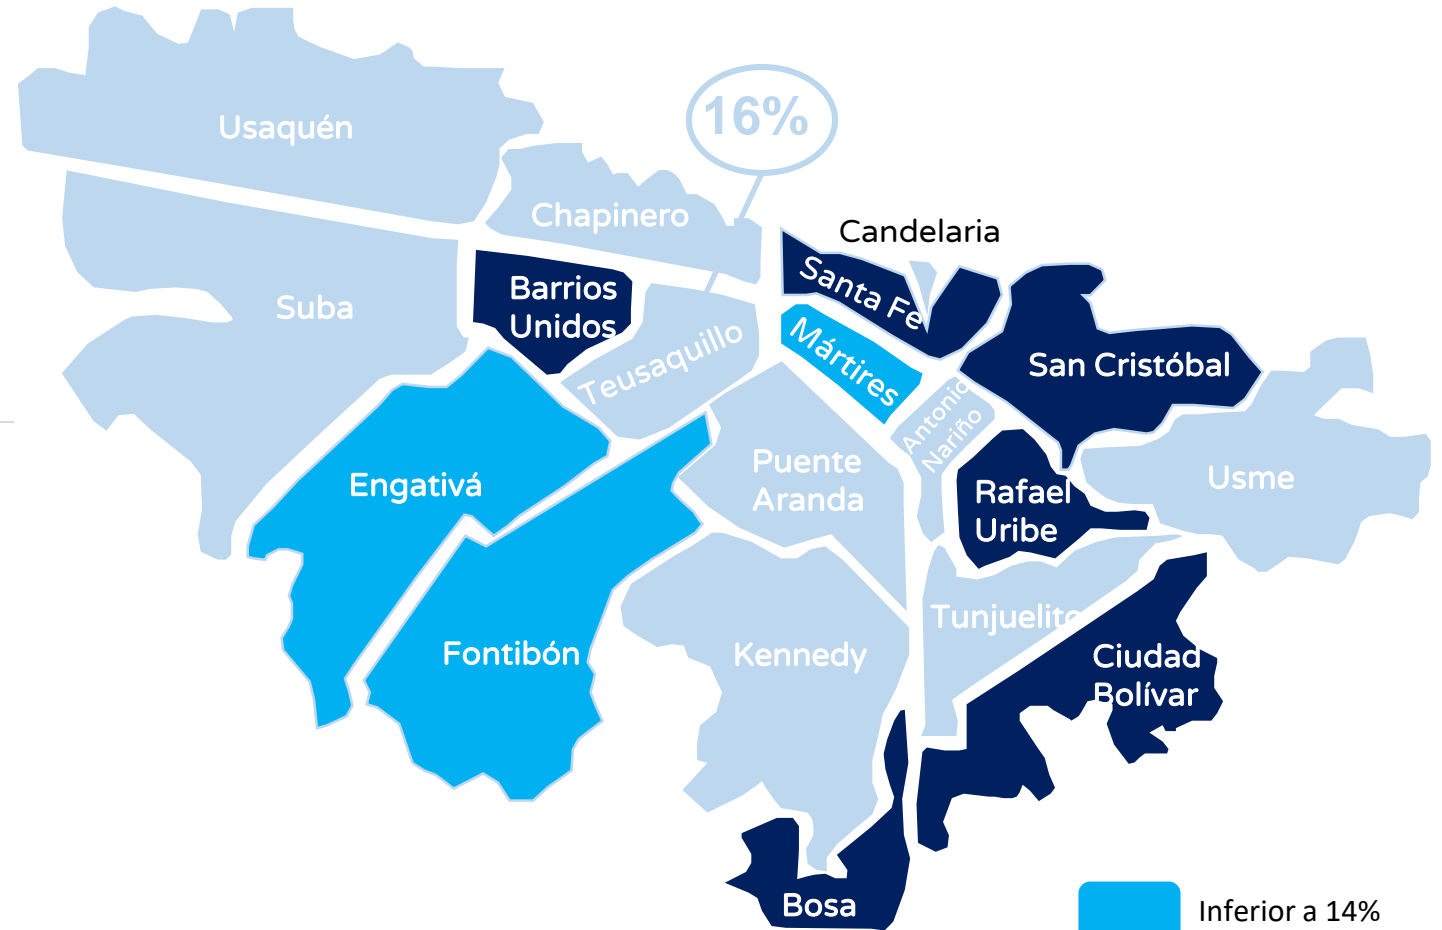 Usaquén
16%
Chapinero
Candelaria
Suba
Barrios
Unidos
Santa Fe
Teusaquillo
Mártires
San Cristóbal
Antonio
Nariño
Engativá
Puente
Aranda
Rafael
Uribe
Usme
Fontibón
Kennedy
Tunjuelito
Ciudad
Bolívar
Bosa
Inferior a 14%